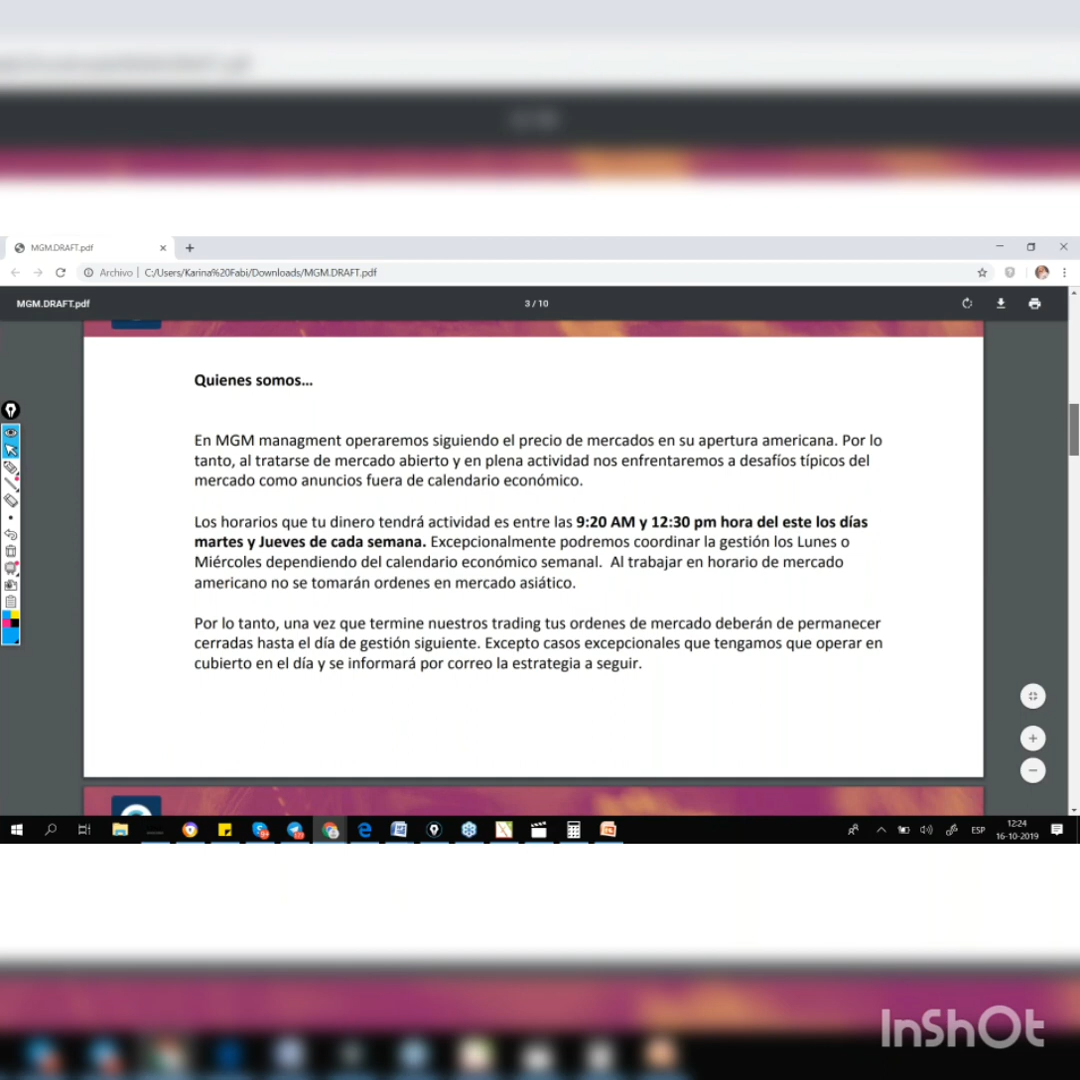 MGM.DRAFT.pdf
Archivo | C:/Users/Karina%20Fabi/Downloads/MGM.DRAFT.pdf
MGM.DRAFT.pdf 3 / 10
Quienes somos...
En MGM managment operaremos siguiendo el precio de mercados en su apertura americana. Por lo
tanto, al tratarse de mercado abierto y en plena actividad nos enfrentaremos a desafíos típicos del
mercado como anuncios fuera de calendario económico.
Los horarios que tu dinero tendrá actividad es entre las 9:20 AM y 12:30 pm hora del este los días
martes y Jueves de cada semana. Excepcionalmente podremos coordinar la gestión los Lunes o
Miércoles dependiendo del calendario económico semanal. Al trabajar en horario de mercado
americano no se tomarán ordenes en mercado asiático.
Por lo tanto, una vez que termine nuestros trading tus ordenes de mercado deberán de permanecer
cerradas hasta el día de gestión siguiente. Excepto casos excepcionales que tengamos que operar en
cubierto en el día y se informará por correo la estrategia a seguir.
ESP
12:24
16-10-2019
InShOt